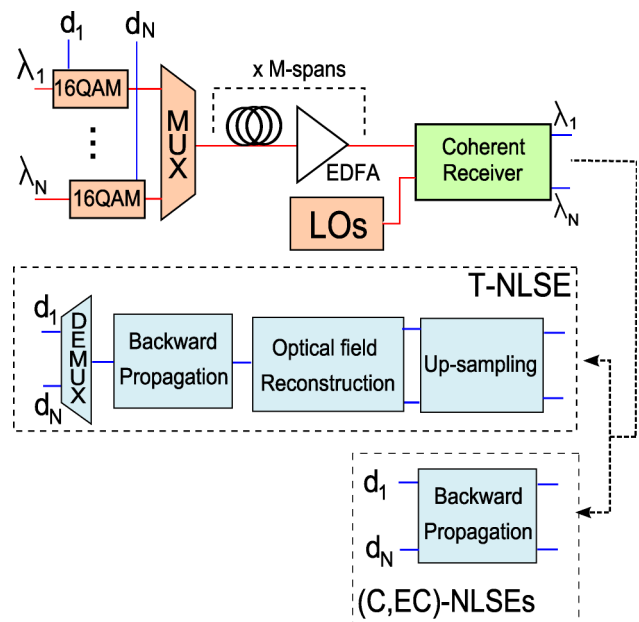 d1
dN
λ1
16QAM
x M-spans
MUX
λN
16QAM
EDFA
Coherent
Receiver
λ1
λN
LOs
T-NLSE
d1
dN
DEMUX
Backward
Propagation
Optical field
Reconstruction
Up-sampling
d1
dN
Backward
Propagation
(C,EC)-NLSEs